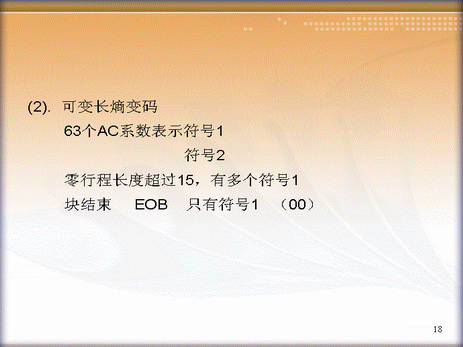 (2). 可变长熵变码
63个AC系数表示符号1
符号2
零行程长度超过15，有多个符号1
块结束 EOB 只有符号1 （00）
18